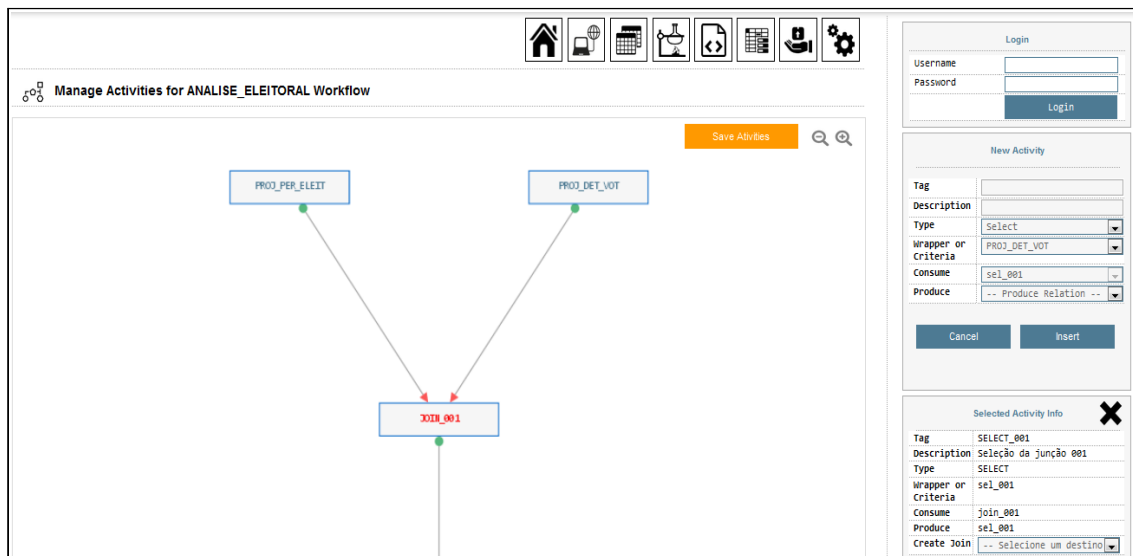 Manage Activities for ANALISE_ELEITORAL Workflow
Save Ativities
PROJ_PER_ELEIT
PROJ_DET_VOT
JOIN_001
Login
Username
Password
Login
New Activity
Tag
Description
Type Select
Wrapper or Criteria PROJ_DET_VOT
Consume sel_001
Produce -- Produce Relation --
Cancel Insert
Selected Activity Info
Tag SELECT_001
Description Seleção da junção 001
Type SELECT
Wrapper or Criteria sel_001
Consume join_001
Produce sel_001
Create Join -- Selecione um destino